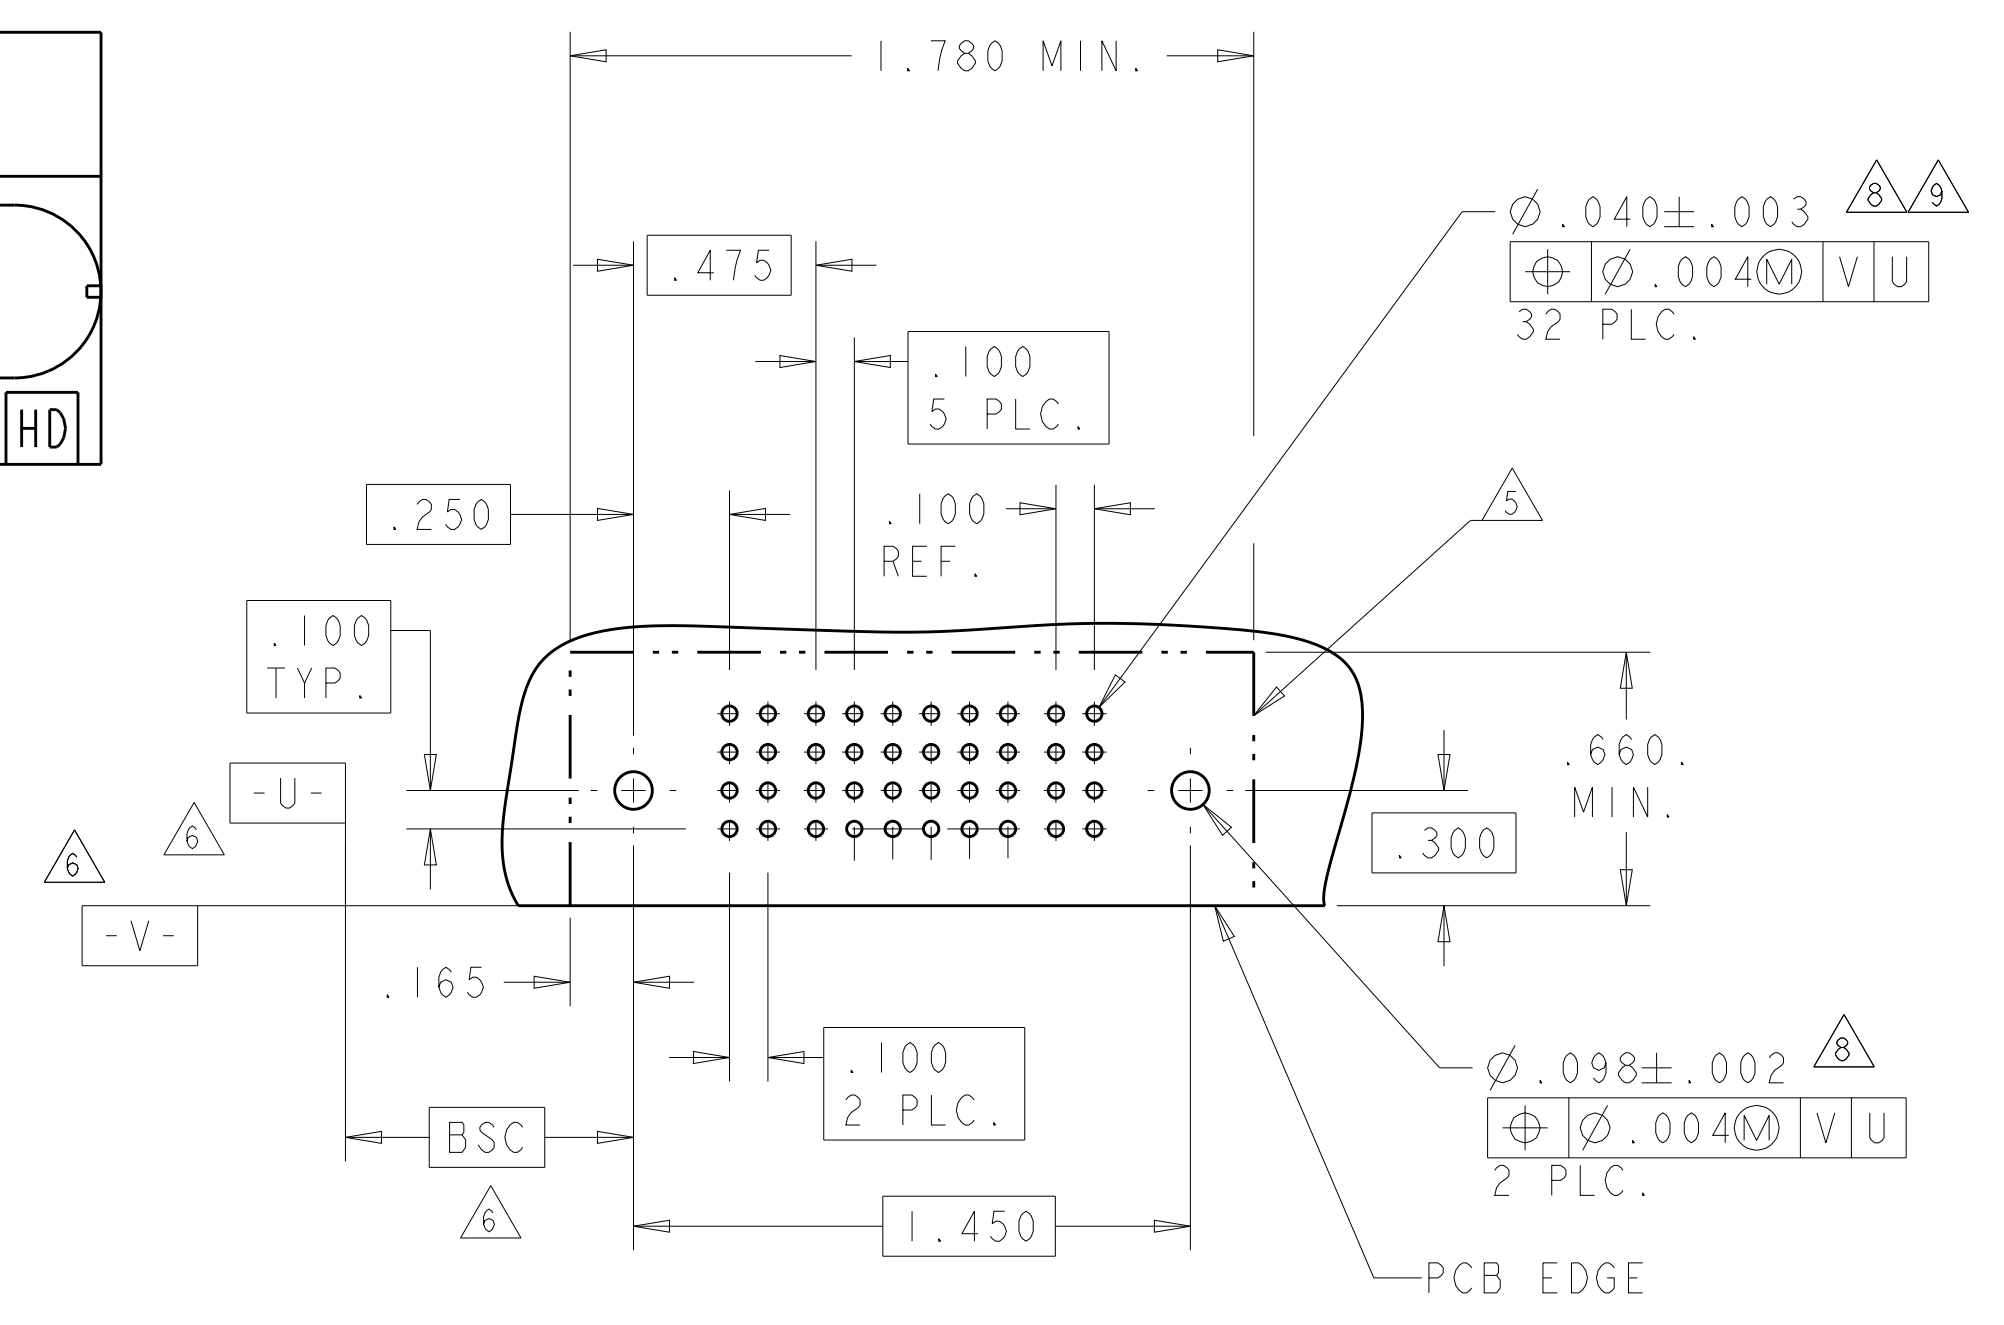 1.780 MIN.
8 9
Ø.040±.003
⌖ Ø.004Ⓜ V U
32 PLC.
.475
.100
5 PLC.
HD
.250
.100
REF.
5
.100
TYP.
.660.
MIN.
-U-
6
6
.300
-V-
.165
.100
2 PLC.
8
Ø.098±.002
⌖ Ø.004Ⓜ V U
2 PLC.
BSC
6
1.450
PCB EDGE